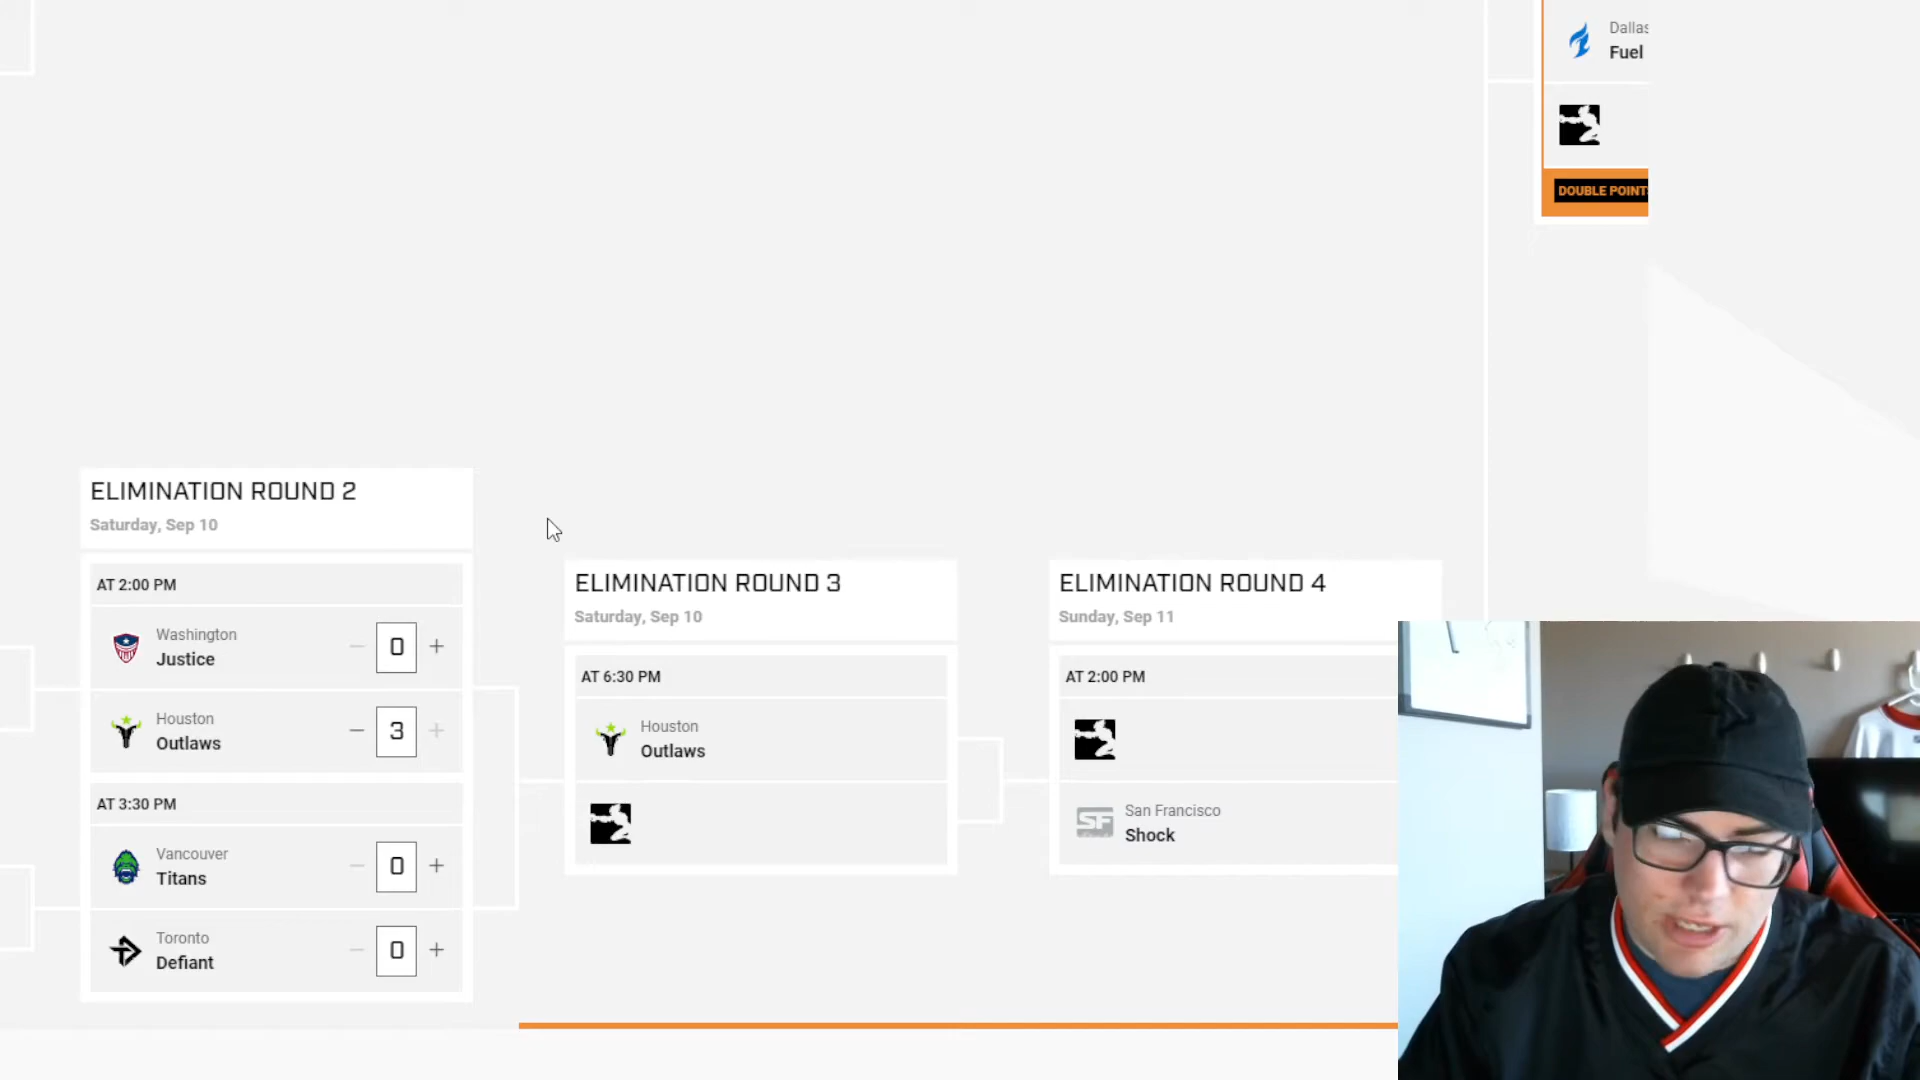 Dallas
Fuel
DOUBLE POINT
ELIMINATION ROUND 2
Saturday, Sep 10
AT 2:00 PM
Washington
Justice
0
Houston
Outlaws
3
AT 3:30 PM
Vancouver
Titans
0
Toronto
Defiant
0
ELIMINATION ROUND 3
Saturday, Sep 10
AT 6:30 PM
Houston
Outlaws
ELIMINATION ROUND 4
Sunday, Sep 11
AT 2:00 PM
SF
San Francisco
Shock